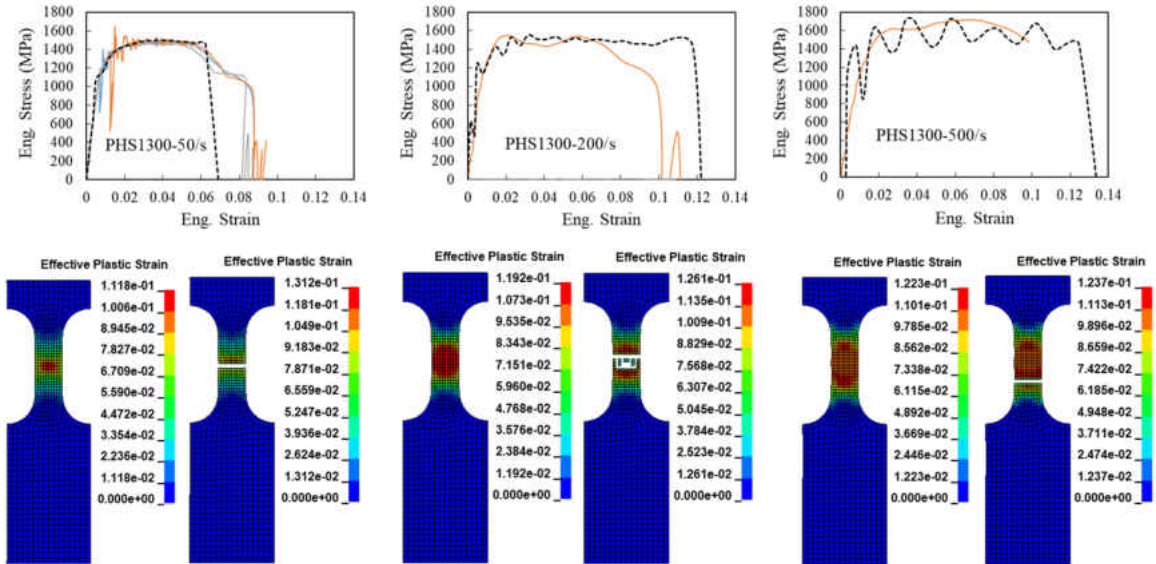 1800
1600
1400
1200
1000
800
600
400
200
0
Eng. Stress (MPa)
PHS1300-50/s
0 0.02 0.04 0.06 0.08 0.1 0.12 0.14
Eng. Strain
1800
1600
1400
1200
1000
800
600
400
200
0
Eng. Stress (MPa)
PHS1300-200/s
0 0.02 0.04 0.06 0.08 0.1 0.12 0.14
Eng. Strain
1800
1600
1400
1200
1000
800
600
400
200
0
Eng. Stress (MPa)
PHS1300-500/s
0 0.02 0.04 0.06 0.08 0.1 0.12 0.14
Eng. Strain
Effective Plastic Strain
1.118e-01
1.006e-01
8.945e-02
7.827e-02
6.709e-02
5.590e-02
4.472e-02
3.354e-02
2.236e-02
1.118e-02
0.000e+00
Effective Plastic Strain
1.312e-01
1.181e-01
1.049e-01
9.183e-02
7.871e-02
6.559e-02
5.247e-02
3.936e-02
2.624e-02
1.312e-02
0.000e+00
Effective Plastic Strain
1.192e-01
1.073e-01
9.535e-02
8.343e-02
7.151e-02
5.960e-02
4.768e-02
3.576e-02
2.384e-02
1.192e-02
0.000e+00
Effective Plastic Strain
1.261e-01
1.135e-01
1.009e-01
8.829e-02
7.568e-02
6.307e-02
5.045e-02
3.784e-02
2.523e-02
1.261e-02
0.000e+00
Effective Plastic Strain
1.223e-01
1.101e-01
9.785e-02
8.562e-02
7.338e-02
6.115e-02
4.892e-02
3.669e-02
2.446e-02
1.223e-02
0.000e+00
Effective Plastic Strain
1.237e-01
1.113e-01
9.896e-02
8.659e-02
7.422e-02
6.185e-02
4.948e-02
3.711e-02
2.474e-02
1.237e-02
0.000e+00